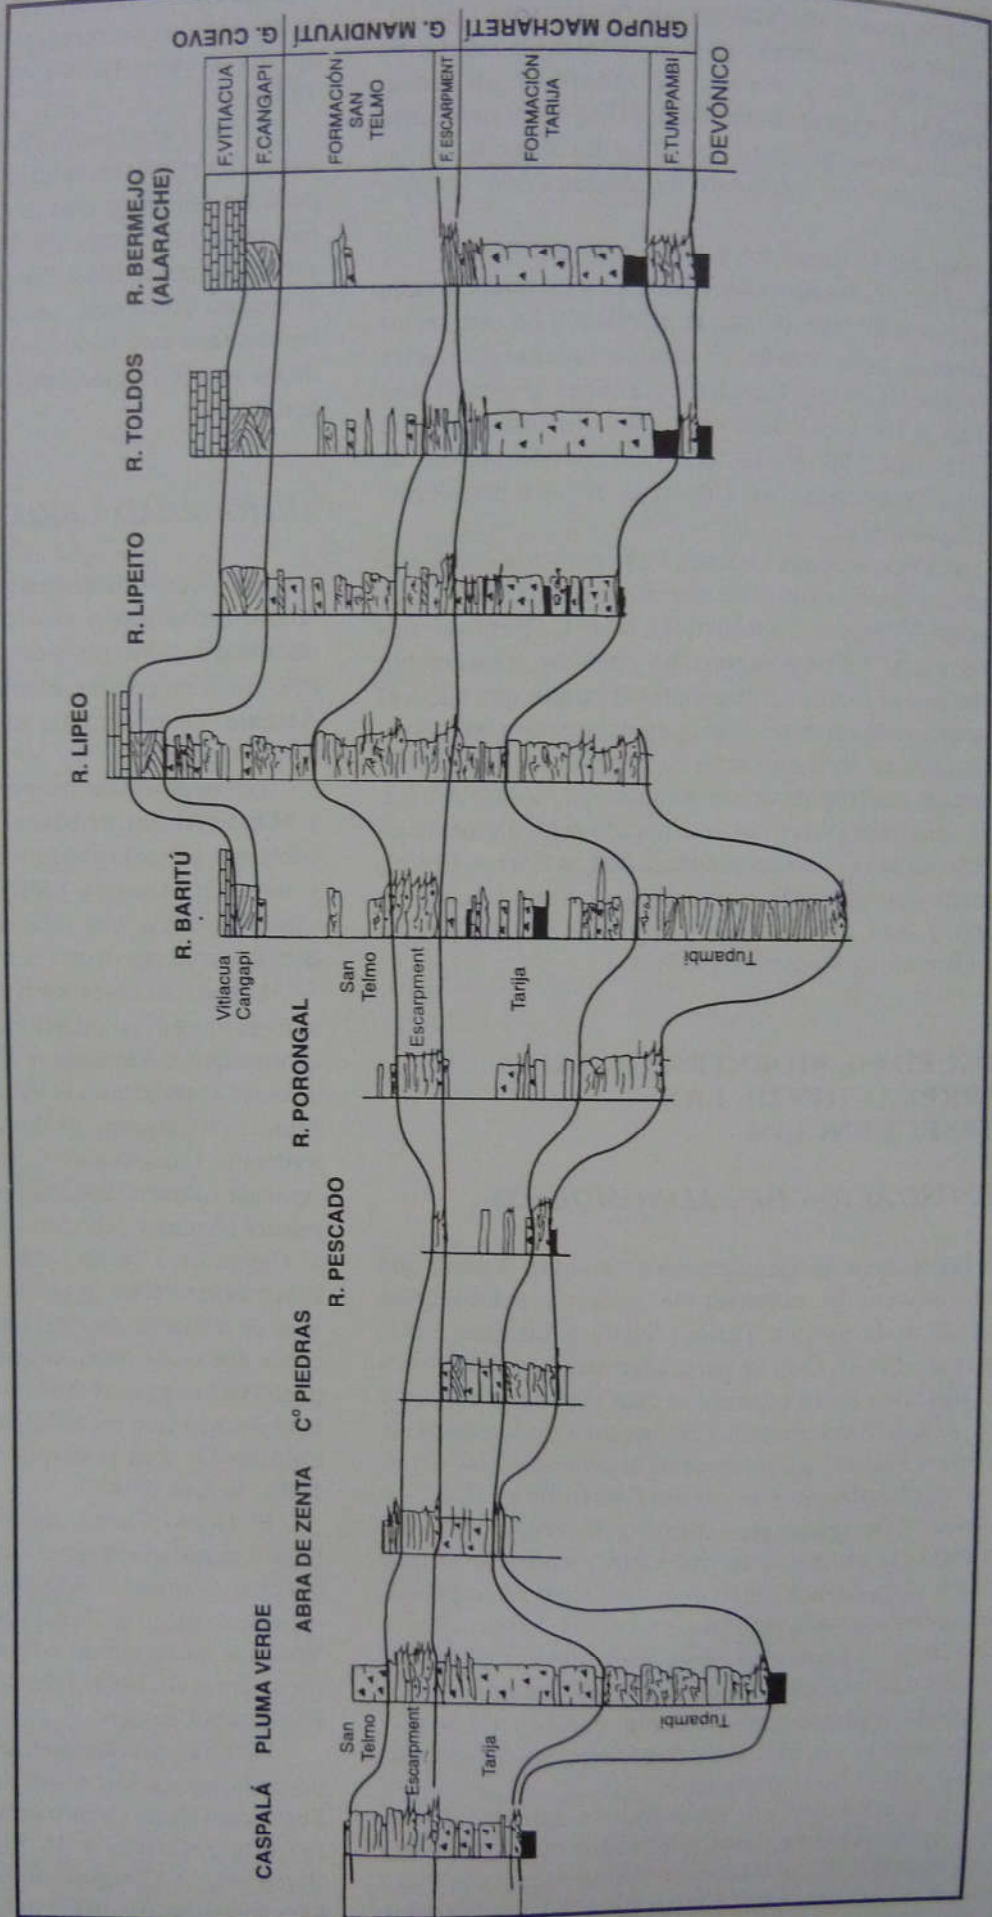 CASPALÁ
PLUMA VERDE
ABRA DE ZENTA
Cº PIEDRAS
R. PESCADO
R. PORONGAL
R. BARITÚ
R. LIPEO
R. LIPEITO
R. TOLDOS
R. BERMEJO
(ALARACHE)
G. CUEVO
G. MANDIYUTÍ
GRUPO MACHARETÍ
F.VITIACUA
F.CANGAPI
FORMACIÓN
SAN
TELMO
F. ESCARPMENT
FORMACIÓN
TARIJA
F.TUMPAMBI
DEVÓNICO
San
Telmo
Escarpment
Tarija
Tupambi
Vitiacua
Cangapi
San
Telmo
Escarpment
Tarija
Tupambi